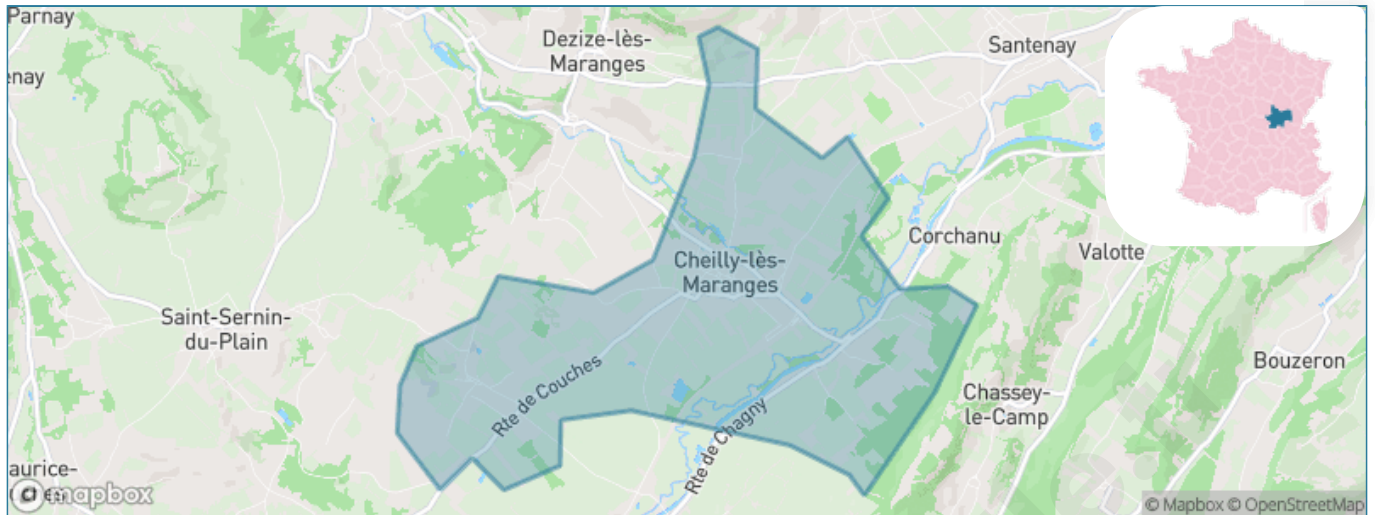 Parnay
enay
Dezize-lès-
Maranges
Santenay
Corchanu
Valotte
Cheilly-lès-
Maranges
Saint-Sernin-
du-Plain
Rte de Couches
Rte de Chagny
Chassey-
le-Camp
Bouzeron
aurice-
ches
mapbox
© Mapbox © OpenStreetMap